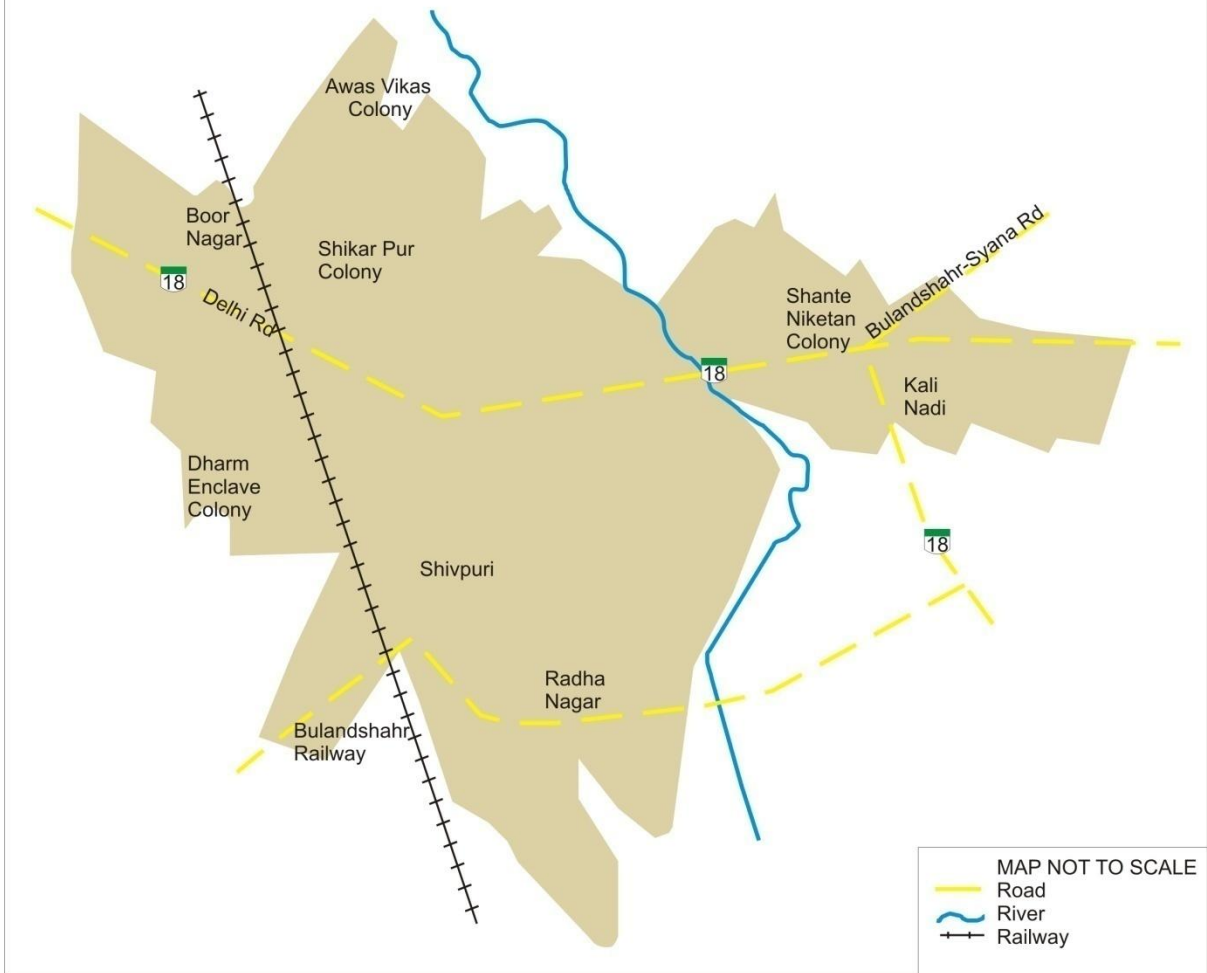 Awas Vikas
Colony
Boor
Nagar
Shikar Pur
Colony
18
Delhi Rd
Shante
Niketan
Colony
Bulandshahr-Syana Rd
18
Kali
Nadi
Dharm
Enclave
Colony
18
Shivpuri
Radha
Nagar
Bulandshahr
Railway
MAP NOT TO SCALE
Road
River
Railway